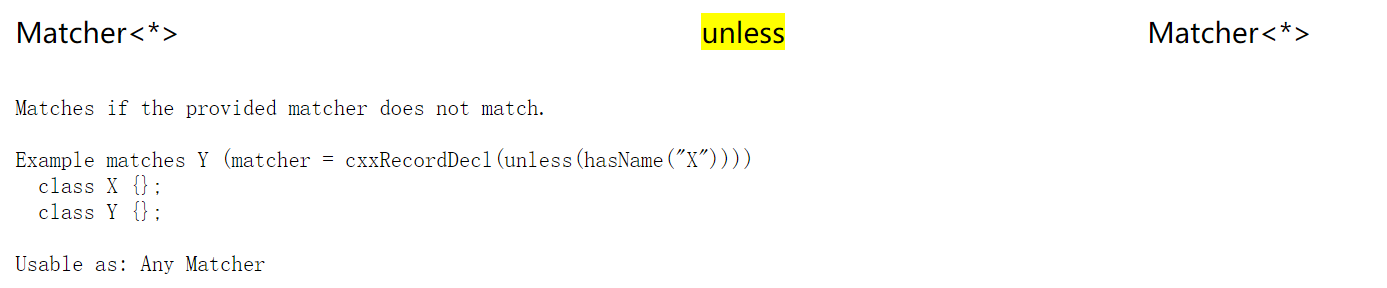 Matcher<*> unless Matcher<*>
Matches if the provided matcher does not match.
Example matches Y (matcher = cxxRecordDecl(unless(hasName("X"))))
class X {};
class Y {};
Usable as: Any Matcher